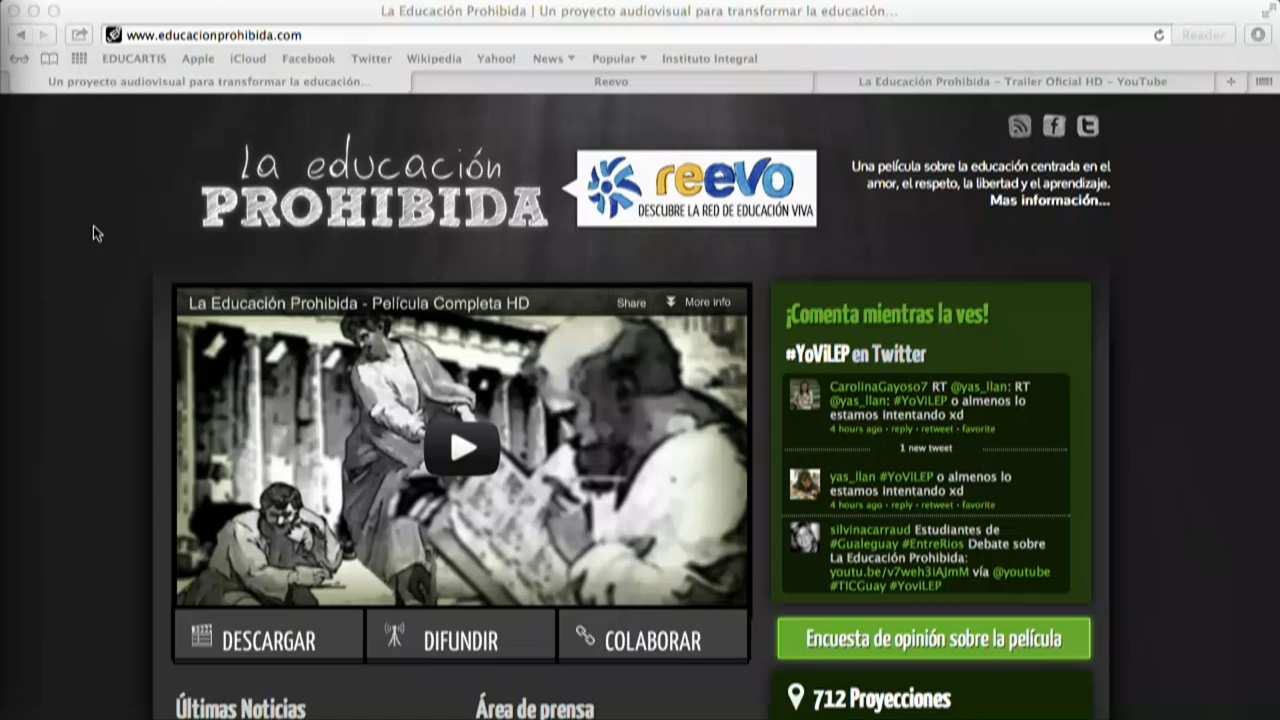 La Educación Prohibida | Un proyecto audiovisual para transformar la educación...
www.educacionprohibida.com
Reader
EDUCARTIS Apple iCloud Facebook Twitter Wikipedia Yahoo! News Popular Instituto Integral
Un proyecto audiovisual para transformar la educación...
Reevo
La Educación Prohibida – Trailer Oficial HD – YouTube
la educación
PROHIBIDA
reevo
DESCUBRE LA RED DE EDUCACIÓN VIVA
Una película sobre la educación centrada en el
amor, el respeto, la libertad y el aprendizaje.
Mas información...
La Educación Prohibida - Película Completa HD
Share
More info
DESCARGAR
DIFUNDIR
COLABORAR
Últimas Noticias
Área de prensa
¡Comenta mientras la ves!
#YoViLEP en Twitter
CarolinaGayoso7 RT @yas_llan: RT
@yas_llan: #YoViLEP o almenos lo
estamos intentando xd
4 hours ago · reply · retweet · favorite
1 new tweet
yas_llan #YoViLEP o almenos lo
estamos intentando xd
4 hours ago · reply · retweet · favorite
silvinacarraud Estudiantes de
#Gualeguay #EntreRios Debate sobre
La Educación Prohibida:
youtu.be/v7weh3iAJmM vía @youtube
#TICGuay #YoviLEP
Encuesta de opinión sobre la película
712 Proyecciones